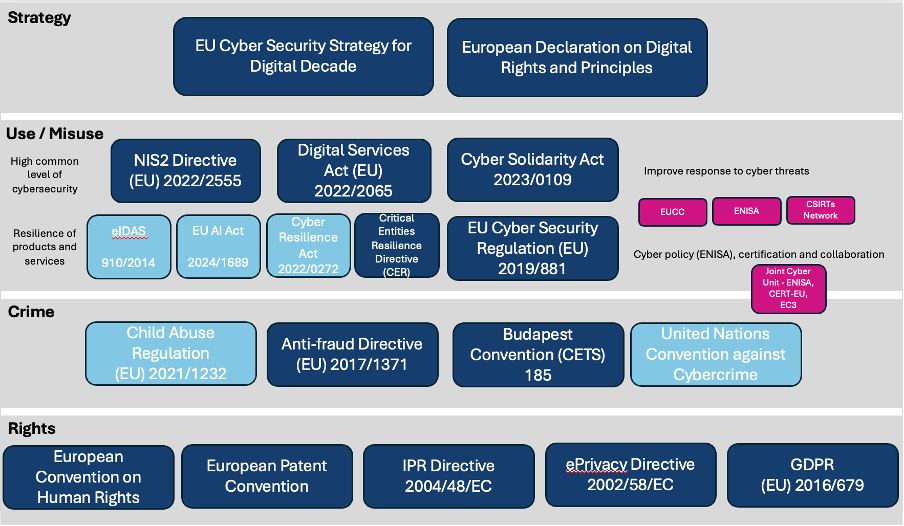 Strategy
EU Cyber Security Strategy for
Digital Decade
European Declaration on Digital
Rights and Principles
Use / Misuse
High common
level of
cybersecurity
NIS2 Directive
(EU) 2022/2555
Digital Services
Act (EU)
2022/2065
Cyber Solidarity Act
2023/0109
Improve response to cyber threats
EUCC
ENISA
CSIRTs
Network
Resilience of
products and
services
eIDAS
910/2014
EU AI Act
2024/1689
Cyber
Resilience
Act
2022/0272
Critical
Entities
Resilience
Directive
(CER)
EU Cyber Security
Regulation (EU)
2019/881
Cyber policy (ENISA), certification and collaboration
Joint Cyber
Unit - ENISA,
CERT-EU,
EC3
Crime
Child Abuse
Regulation
(EU) 2021/1232
Anti-fraud Directive
(EU) 2017/1371
Budapest
Convention (CETS)
185
United Nations
Convention against
Cybercrime
Rights
European
Convention on
Human Rights
European Patent
Convention
IPR Directive
2004/48/EC
ePrivacy Directive
2002/58/EC
GDPR
(EU) 2016/679